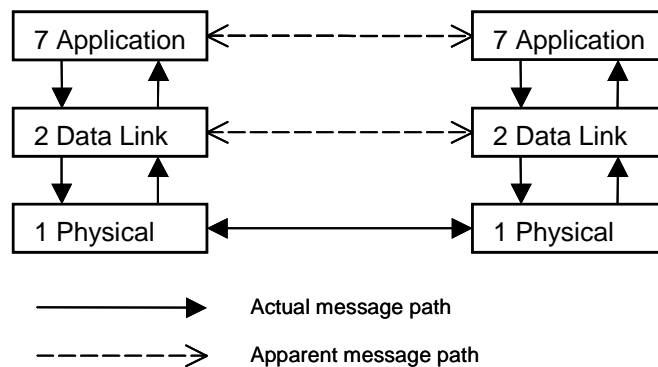 7 Application 7 Application
2 Data Link 2 Data Link
1 Physical 1 Physical
Actual message path
Apparent message path